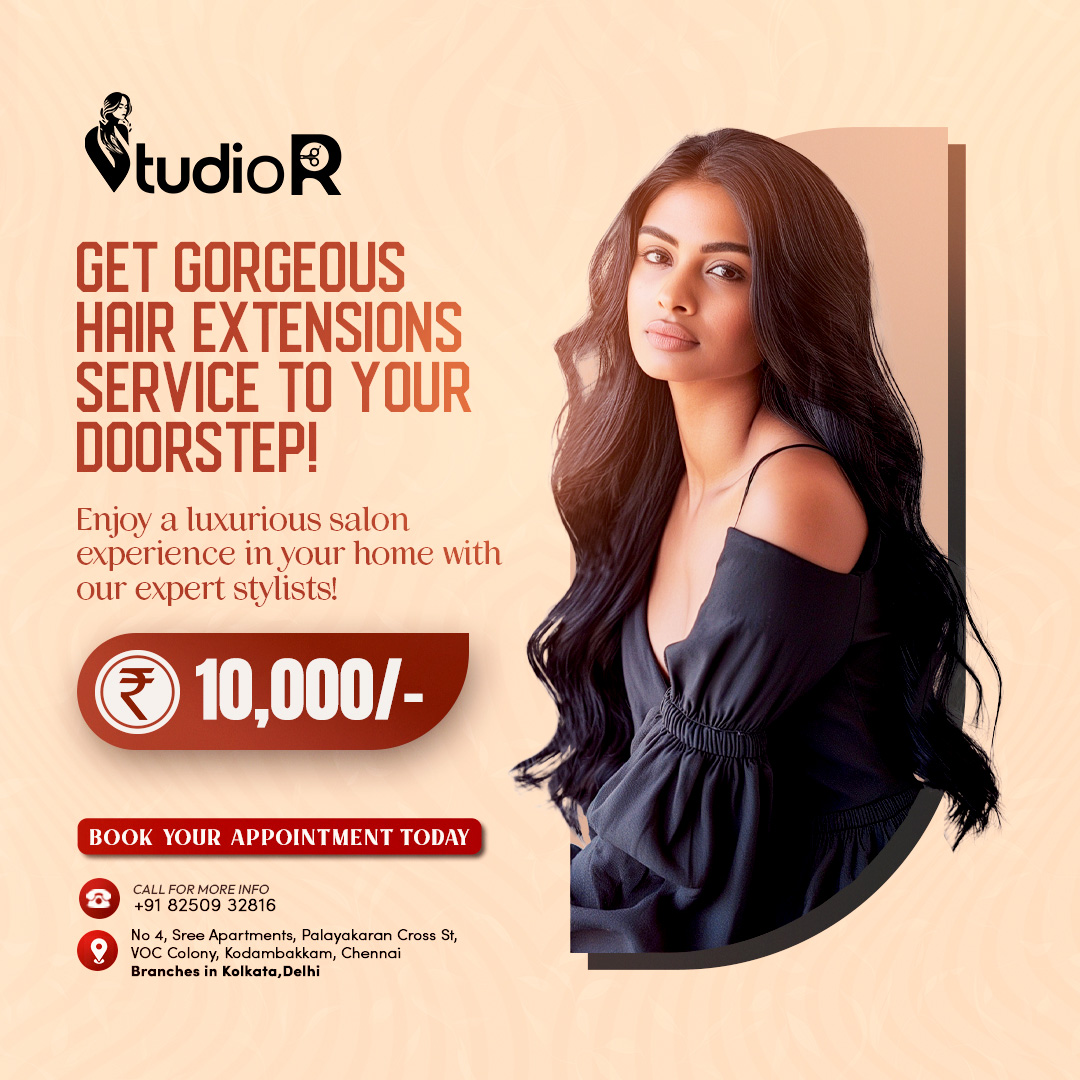 StudioR
GET GORGEOUS
HAIR EXTENSIONS
SERVICE TO YOUR
DOORSTEP!
Enjoy a luxurious salon
experience in your home with
our expert stylists!
₹ 10,000/-
BOOK YOUR APPOINTMENT TODAY
CALL FOR MORE INFO
+91 82509 32816
No 4, Sree Apartments, Palayakaran Cross St,
VOC Colony, Kodambakkam, Chennai
Branches in Kolkata,Delhi